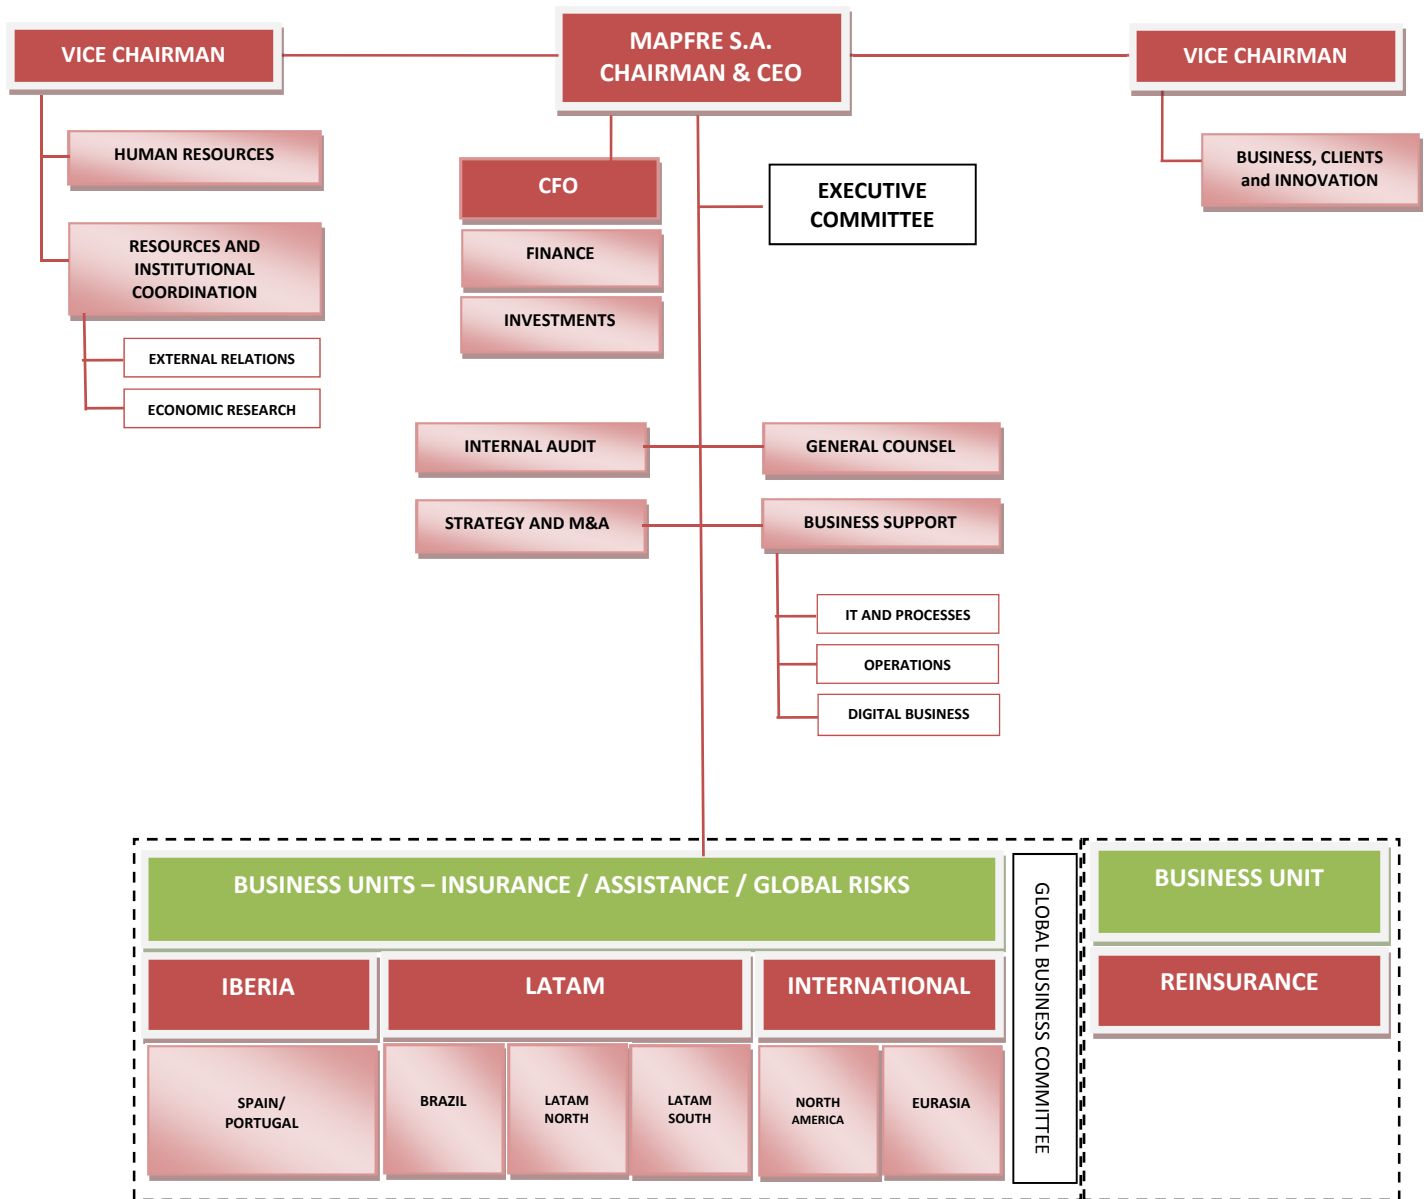 VICE CHAIRMAN
MAPFRE S.A.
CHAIRMAN & CEO
VICE CHAIRMAN
HUMAN RESOURCES
CFO
EXECUTIVE
COMMITTEE
BUSINESS, CLIENTS
and INNOVATION
RESOURCES AND
INSTITUTIONAL
COORDINATION
FINANCE
INVESTMENTS
EXTERNAL RELATIONS
ECONOMIC RESEARCH
INTERNAL AUDIT
GENERAL COUNSEL
STRATEGY AND M&A
BUSINESS SUPPORT
IT AND PROCESSES
OPERATIONS
DIGITAL BUSINESS
BUSINESS UNITS – INSURANCE / ASSISTANCE / GLOBAL RISKS
GLOBAL BUSINESS COMMITTEE
BUSINESS UNIT
IBERIA
LATAM
INTERNATIONAL
REINSURANCE
SPAIN/
PORTUGAL
BRAZIL
LATAM
NORTH
LATAM
SOUTH
NORTH
AMERICA
EURASIA